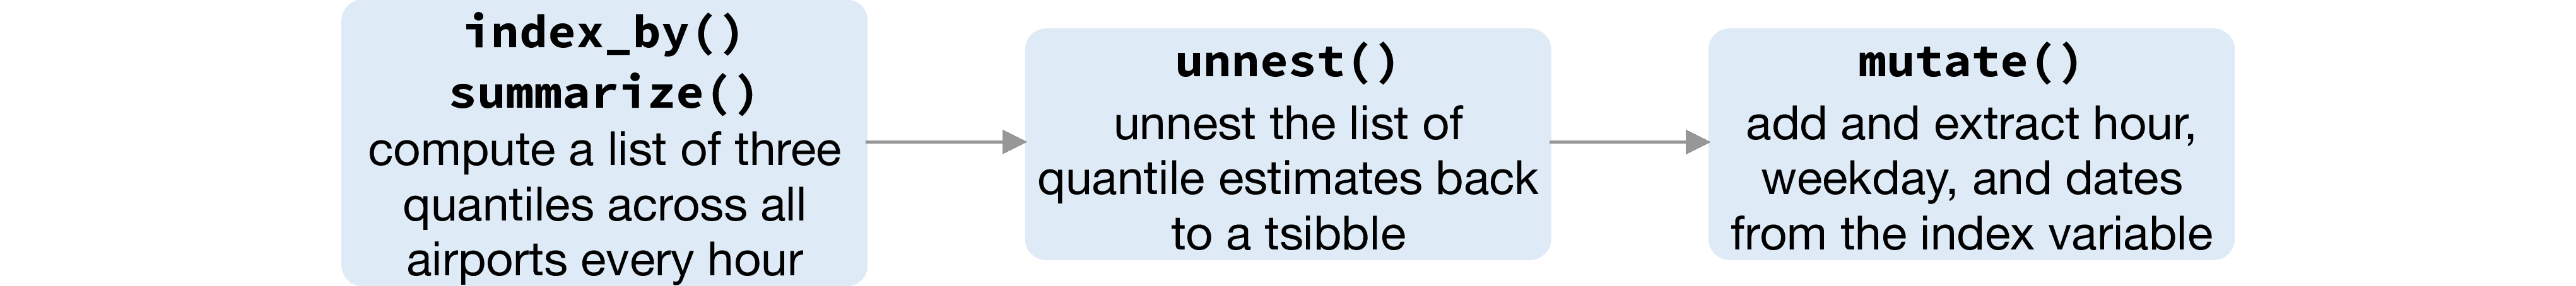 index_by()
summarize()
compute a list of three
quantiles across all
airports every hour
unnest()
unnest the list of
quantile estimates back
to a tsibble
mutate()
add and extract hour,
weekday, and dates
from the index variable